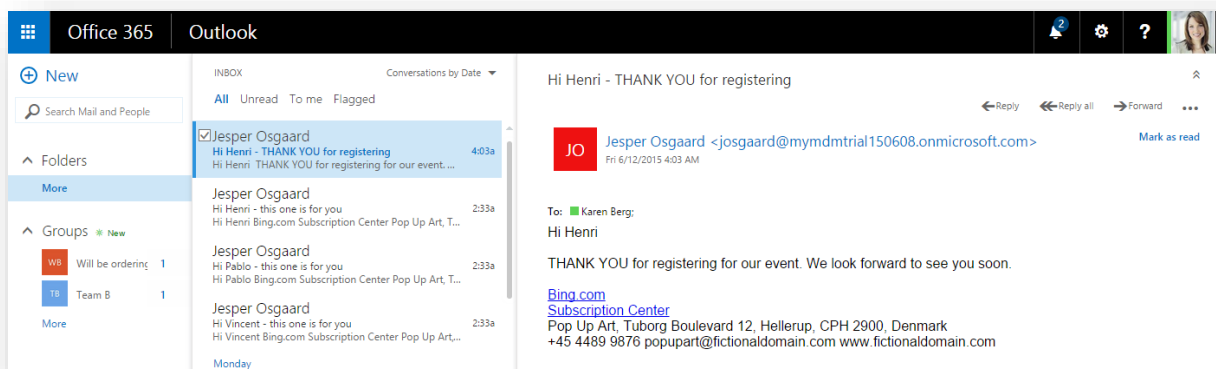 Office 365 Outlook 2 ?
New
Search Mail and People
Folders
More
Groups New
WB Will be ordering 1
TB Team B 1
More
INBOX Conversations by Date
All Unread To me Flagged
Jesper Osgaard
Hi Henri - THANK YOU for registering 4:03a
Hi Henri THANK YOU for registering for our event. ...
Jesper Osgaard
Hi Henri - this one is for you 2:33a
Hi Henri Bing.com Subscription Center Pop Up Art, T...
Jesper Osgaard
Hi Pablo - this one is for you 2:33a
Hi Pablo Bing.com Subscription Center Pop Up Art, T...
Jesper Osgaard
Hi Vincent - this one is for you 2:33a
Hi Vincent Bing.com Subscription Center Pop Up Art,...
Monday
Hi Henri - THANK YOU for registering
Reply Reply all Forward ...
JO Jesper Osgaard <josgaard@mymdmtrial150608.onmicrosoft.com> Mark as read
Fri 6/12/2015 4:03 AM
To: Karen Berg;
Hi Henri
THANK YOU for registering for our event. We look forward to see you soon.
Bing.com
Subscription Center
Pop Up Art, Tuborg Boulevard 12, Hellerup, CPH 2900, Denmark
+45 4489 9876 popupart@fictionaldomain.com www.fictionaldomain.com